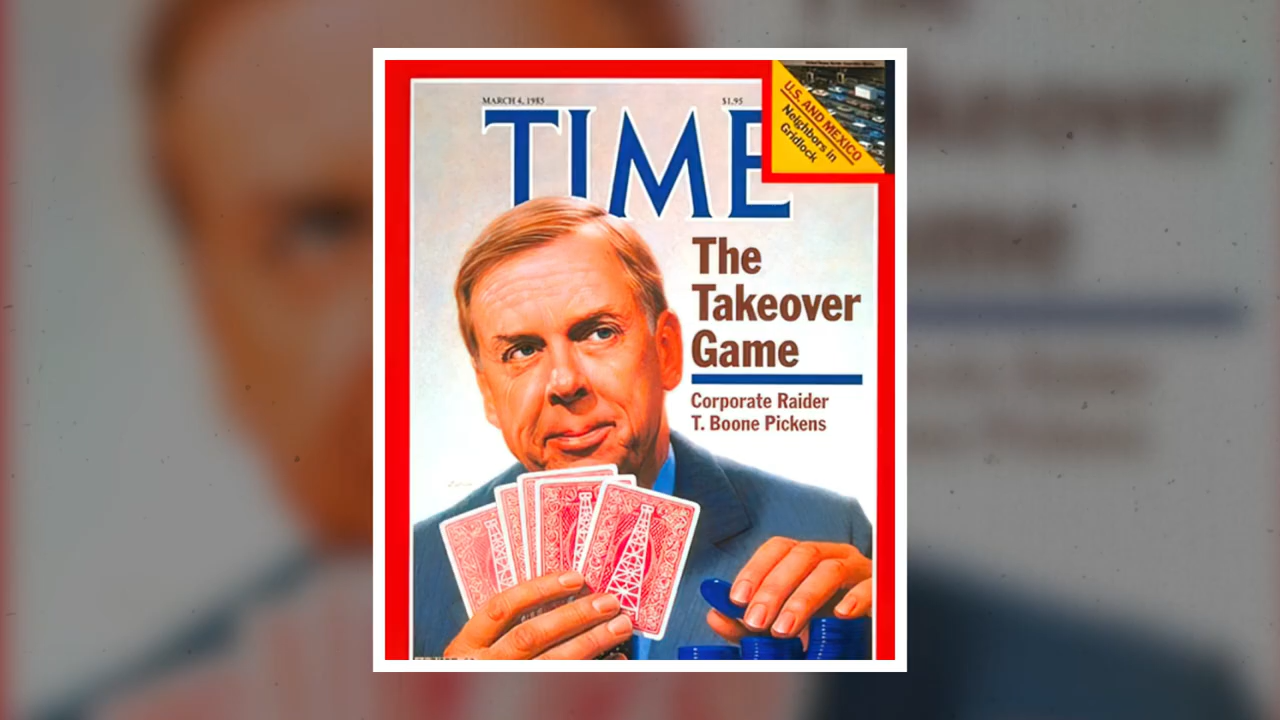 MARCH 4, 1985
$1.95
TIME
U.S. AND MEXICO
Neighbors in
Gridlock
The
Takeover
Game
Corporate Raider
T. Boone Pickens